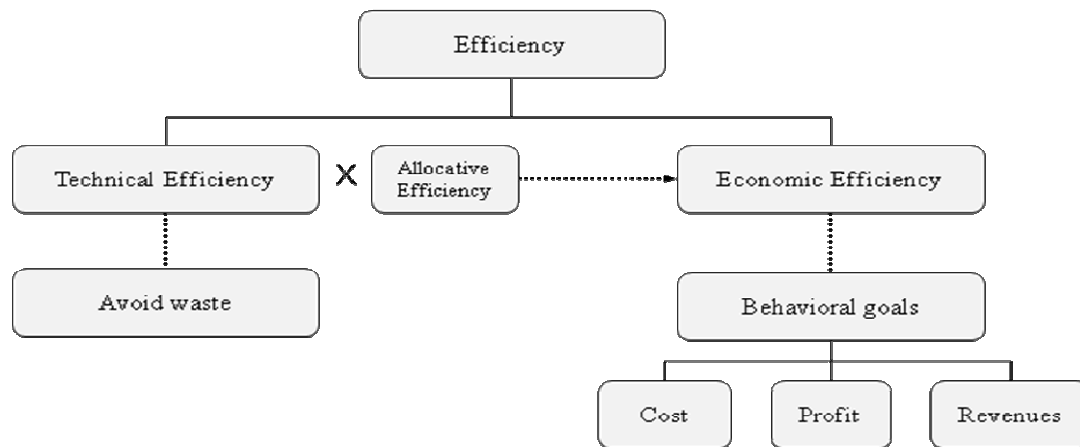 Efficiency
Technical Efficiency
X
Allocative
Efficiency
Economic Efficiency
Avoid waste
Behavioral goals
Cost
Profit
Revenues